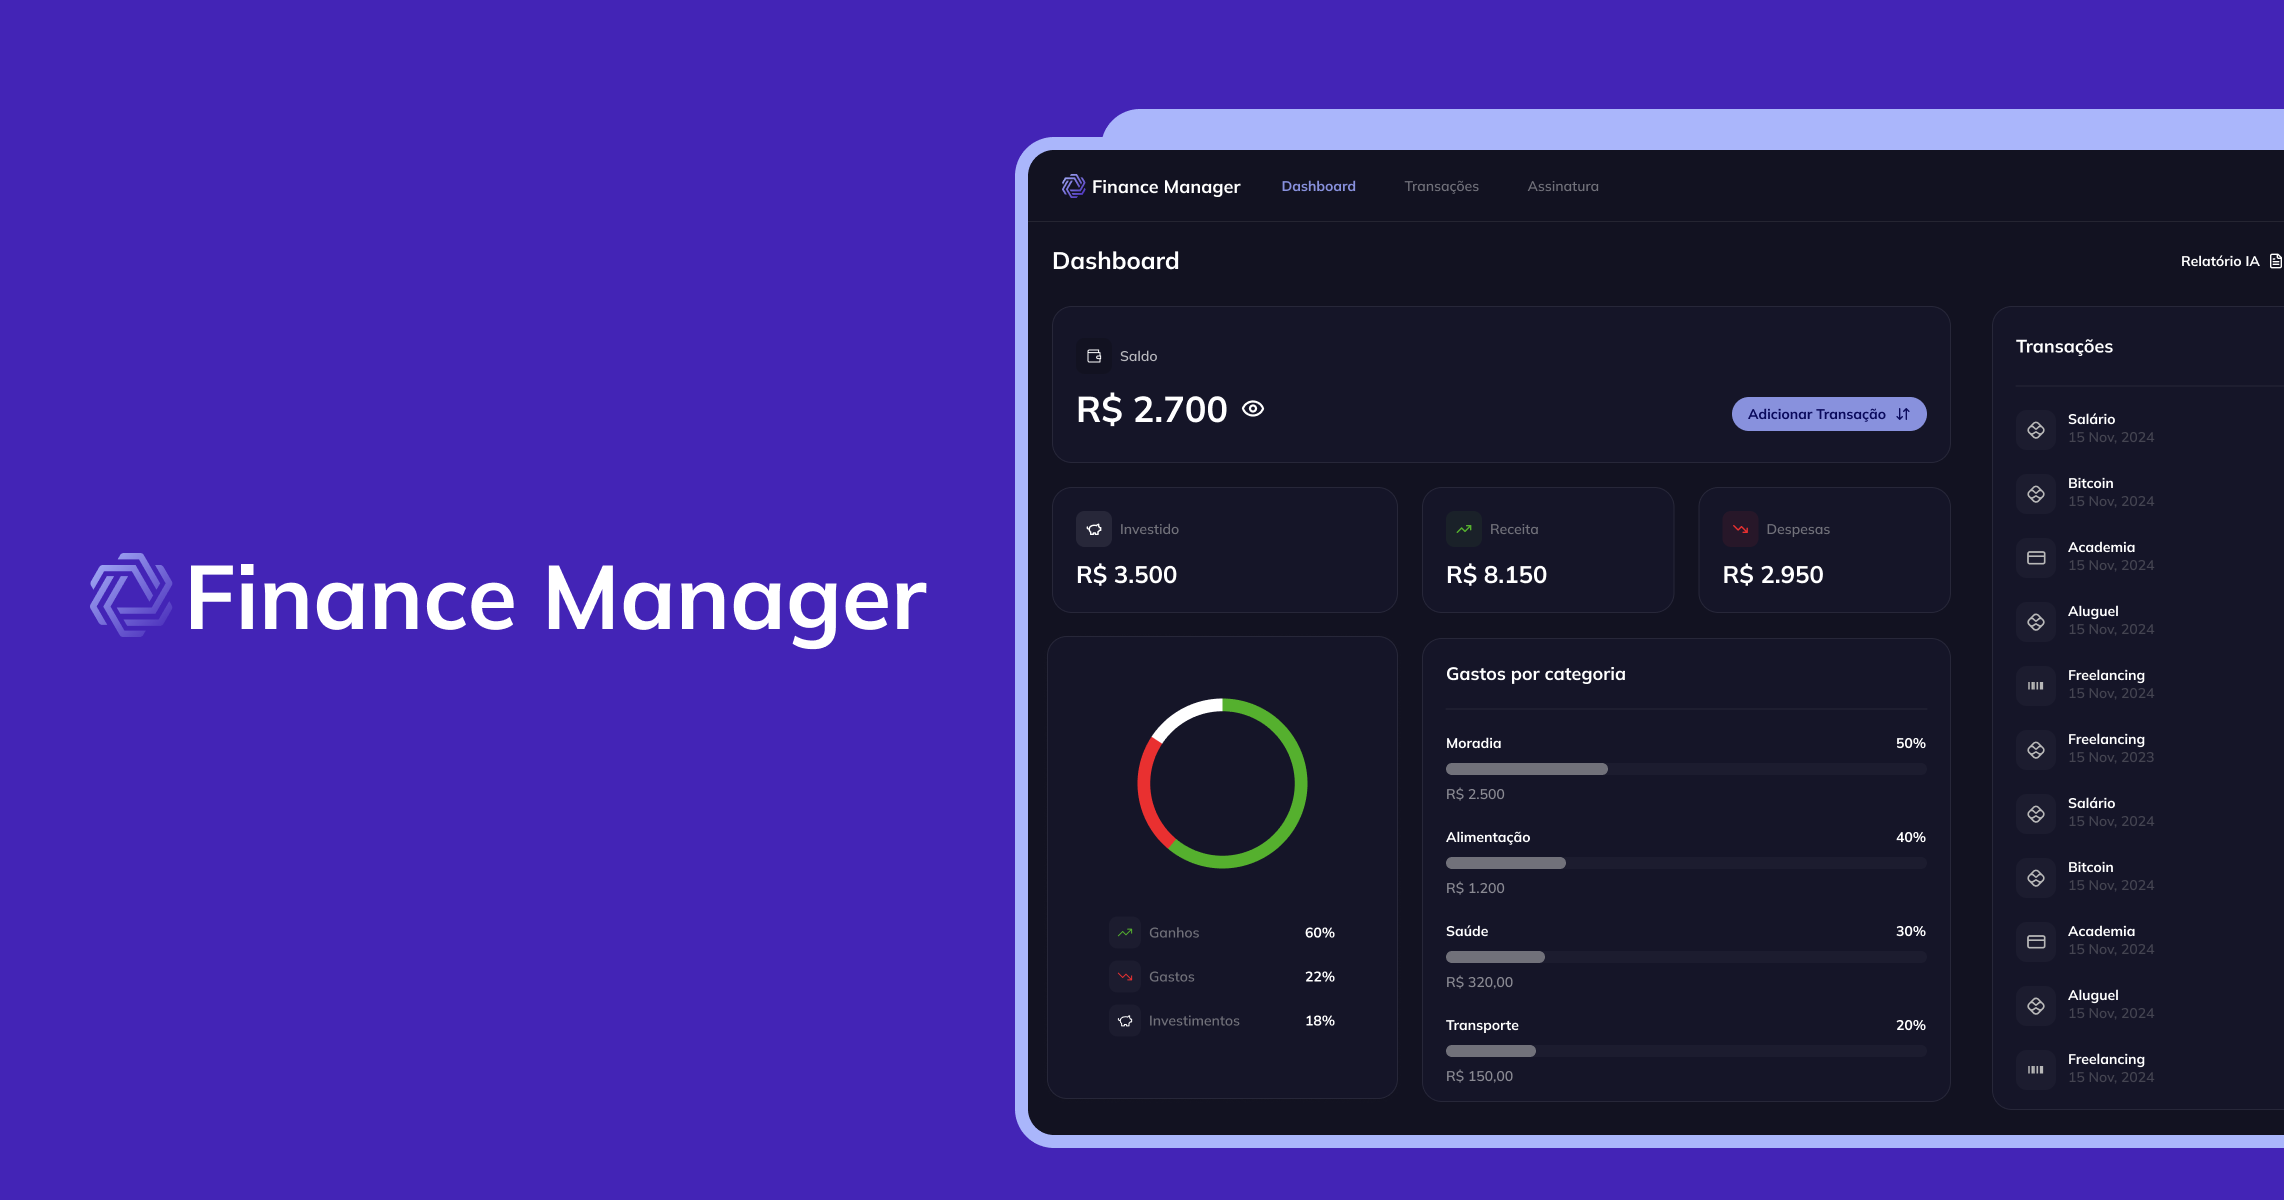 Finance Manager
Finance Manager
Dashboard
Transações
Assinatura
Dashboard
Relatório IA
Saldo
R$ 2.700
Adicionar Transação
Investido
R$ 3.500
Receita
R$ 8.150
Despesas
R$ 2.950
Ganhos 60%
Gastos 22%
Investimentos 18%
Gastos por categoria
Moradia 50%
R$ 2.500
Alimentação 40%
R$ 1.200
Saúde 30%
R$ 320,00
Transporte 20%
R$ 150,00
Transações
Salário
15 Nov, 2024
Bitcoin
15 Nov, 2024
Academia
15 Nov, 2024
Aluguel
15 Nov, 2024
Freelancing
15 Nov, 2024
Freelancing
15 Nov, 2023
Salário
15 Nov, 2024
Bitcoin
15 Nov, 2024
Academia
15 Nov, 2024
Aluguel
15 Nov, 2024
Freelancing
15 Nov, 2024